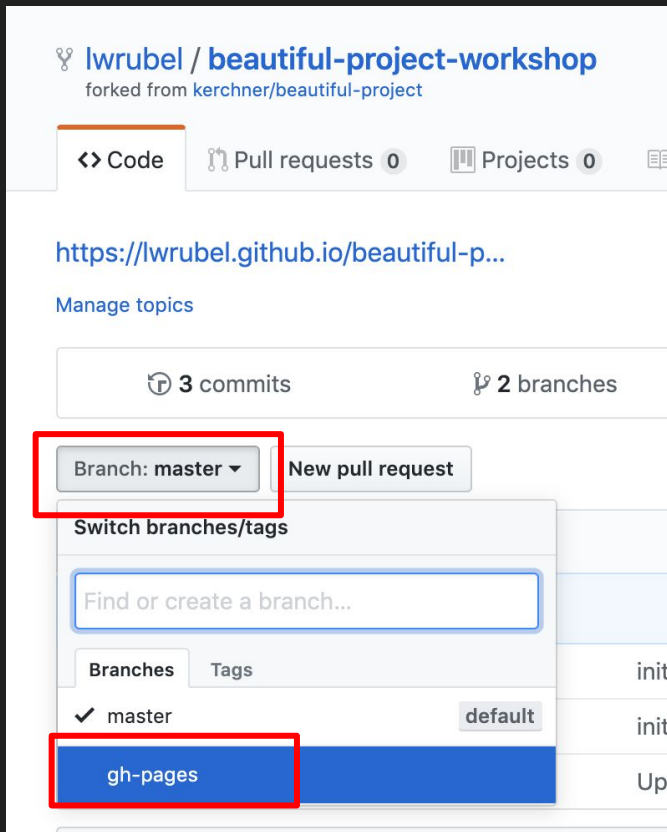 lwrubel / beautiful-project-workshop
forked from kerchner/beautiful-project
Code Pull requests 0 Projects 0
https://lwrubel.github.io/beautiful-p...
Manage topics
3 commits 2 branches
Branch: master New pull request
Switch branches/tags
Find or create a branch...
Branches Tags
init
master default
init
gh-pages
Up